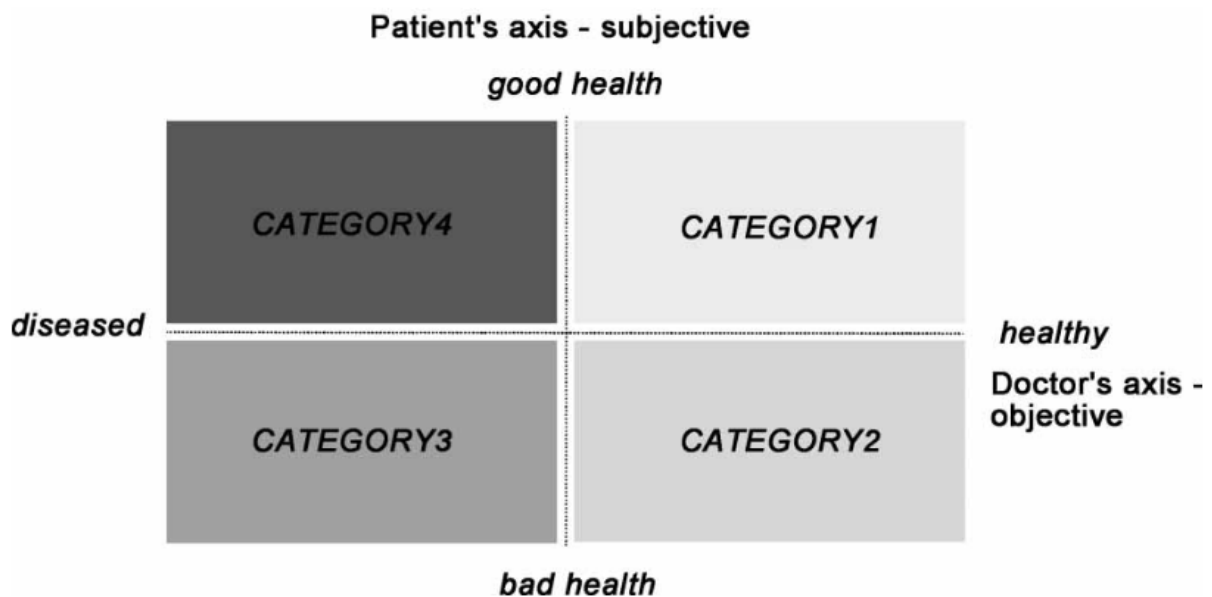 Patient's axis - subjective
good health
CATEGORY4
CATEGORY1
diseased
healthy
Doctor's axis -
objective
CATEGORY3
CATEGORY2
bad health